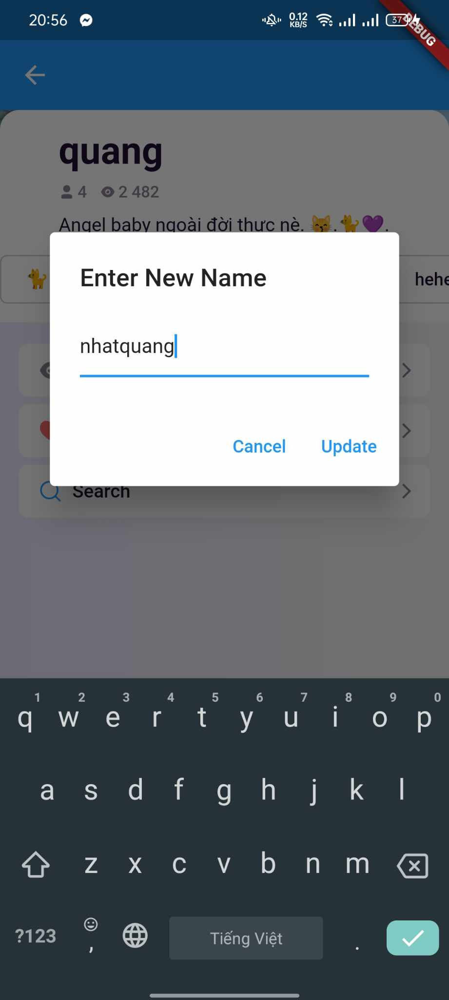 20:56
0.12
KB/S
37
DEBUG
quang
4 2 482
Angel baby ngoài đời thực nè. 😽.🐈💜.
🐈
hehe
Enter New Name
nhatquang
Cancel Update
Search
1 2 3 4 5 6 7 8 9 0
q w e r t y u i o p
a s d f g h j k l
z x c v b n m
?123 , Tiếng Việt .